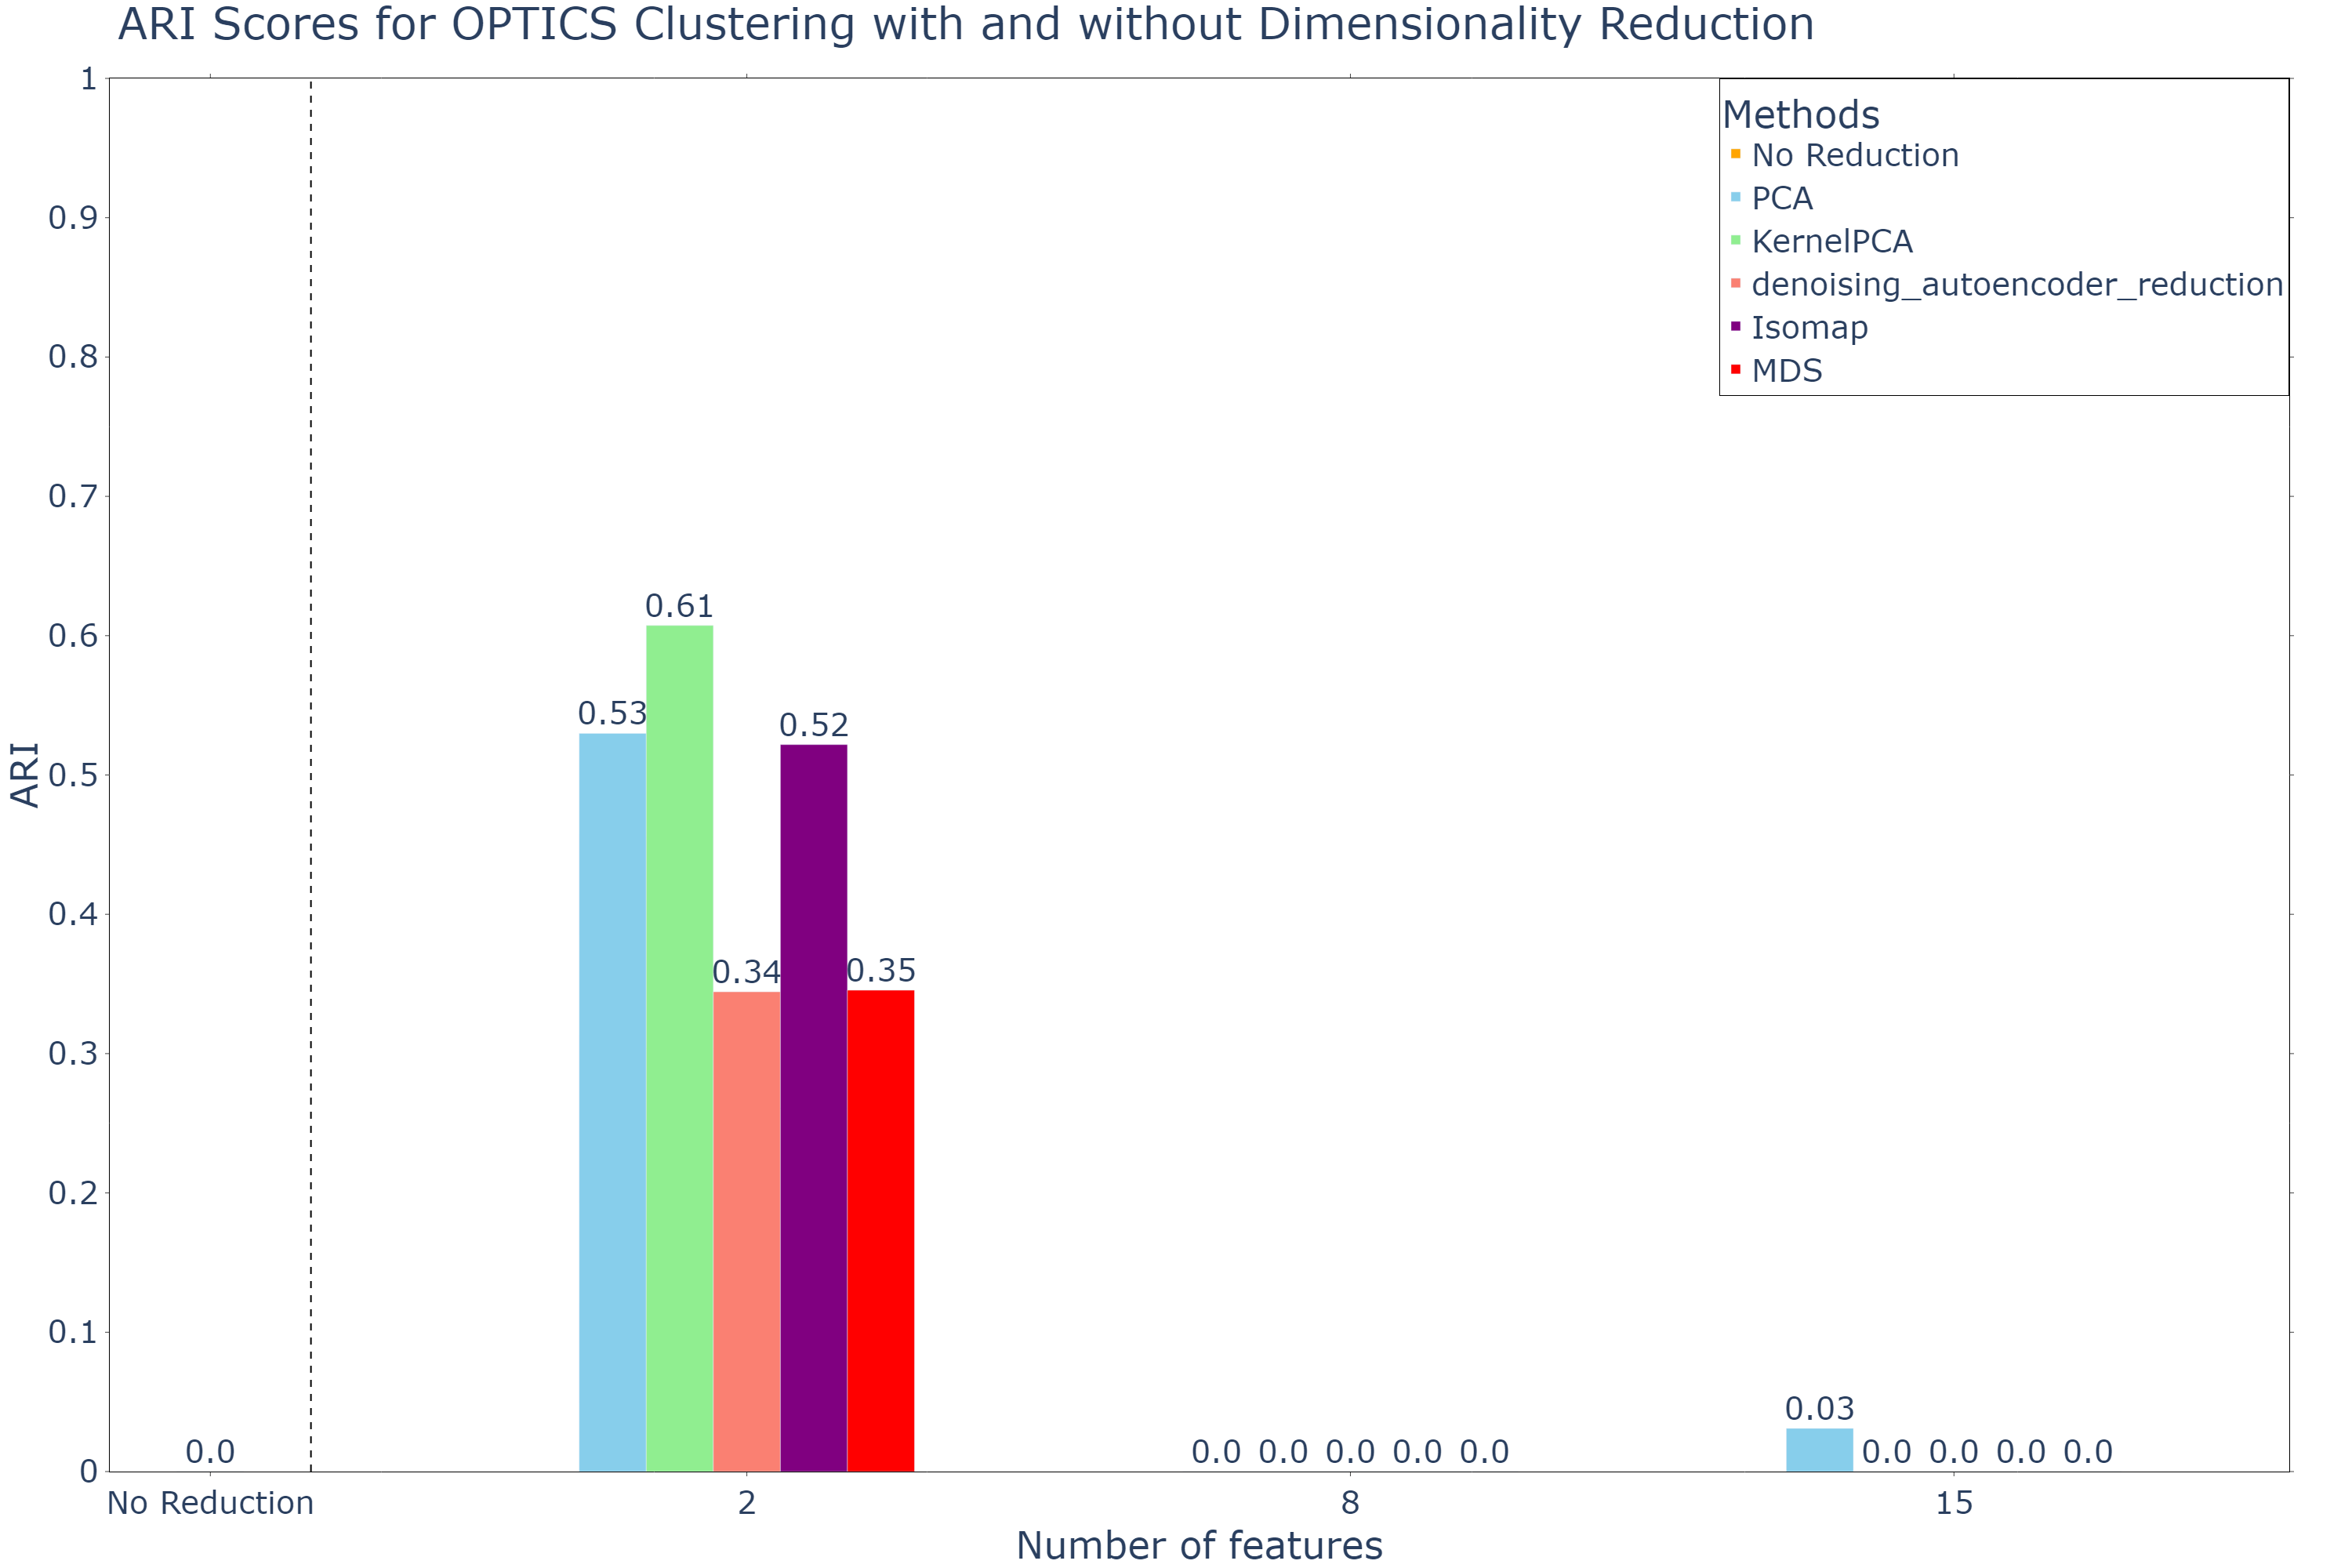 ARI Scores for OPTICS Clustering with and without Dimensionality Reduction
Methods
No Reduction
PCA
KernelPCA
denoising_autoencoder_reduction
Isomap
MDS
ARI
1
0.9
0.8
0.7
0.6
0.5
0.4
0.3
0.2
0.1
0
0.0
0.53
0.61
0.34
0.52
0.35
0.0 0.0 0.0 0.0 0.0
0.03
0.0 0.0 0.0 0.0
No Reduction 2 8 15
Number of features